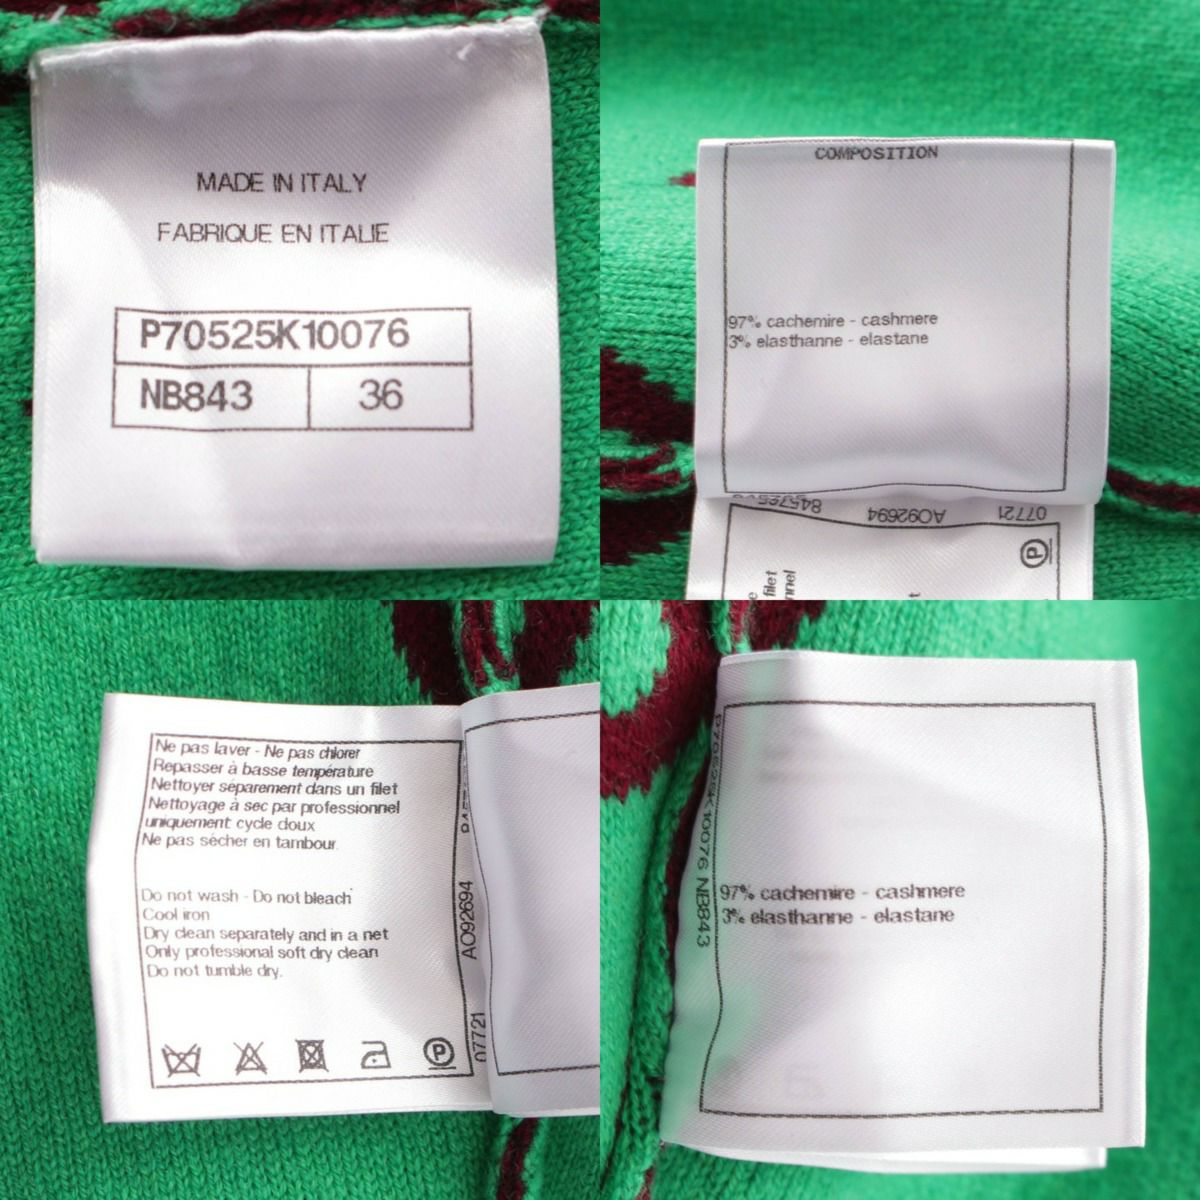 MADE IN ITALY
FABRIQUE EN ITALIE
P70525K10076
NB843 36
COMPOSITION
97% cachemire - cashmere
3% elasthanne - elastane
AO92694
07721
P
filet
Ne pas laver - Ne pas chlorer
Repasser à basse température
Nettoyer séparement dans un filet
Nettoyage à sec par professionnel
uniquement cycle doux
Ne pas sécher en tambour.
Do not wash - Do not bleach
Cool iron
Dry clean separately and in a net
Only professional soft dry clean
Do not tumble dry.
P
AO92694
07721
P70525K10076 NB843
97% cachemire - cashmere
3% elasthanne - elastane